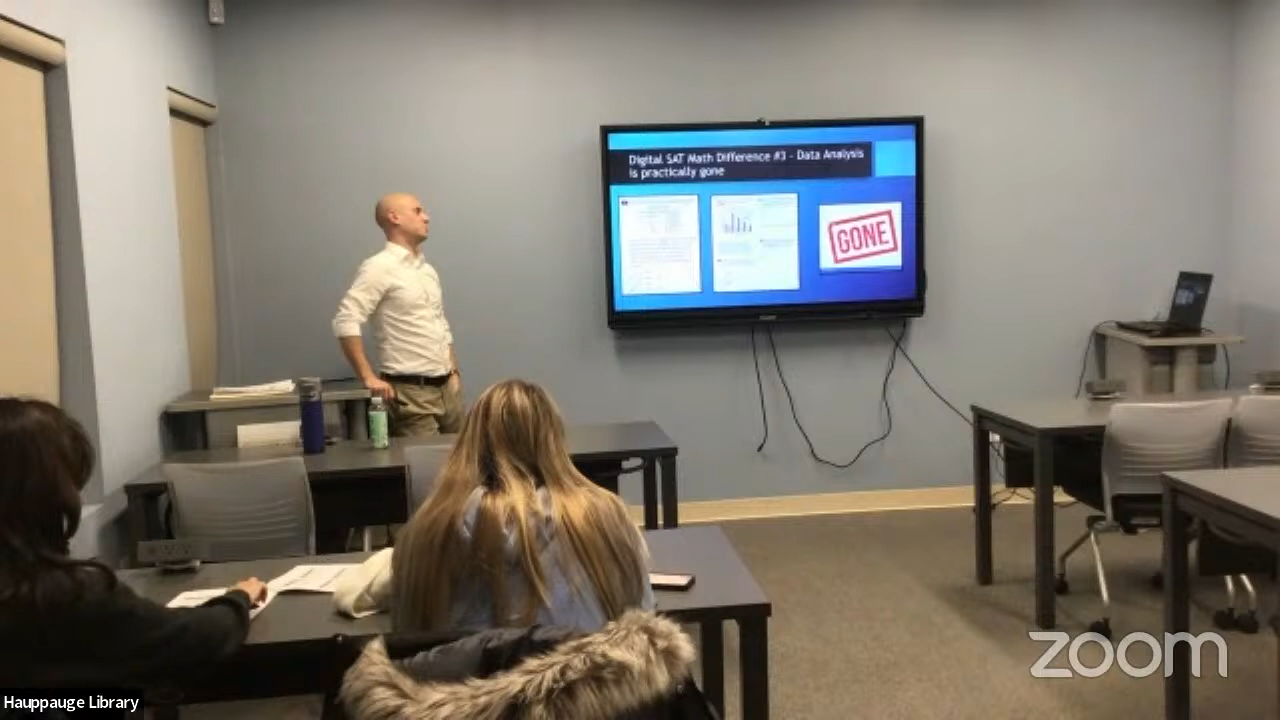 Digital SAT Math Difference #3 - Data Analysis
is practically gone
GONE
zoom
Hauppauge Library